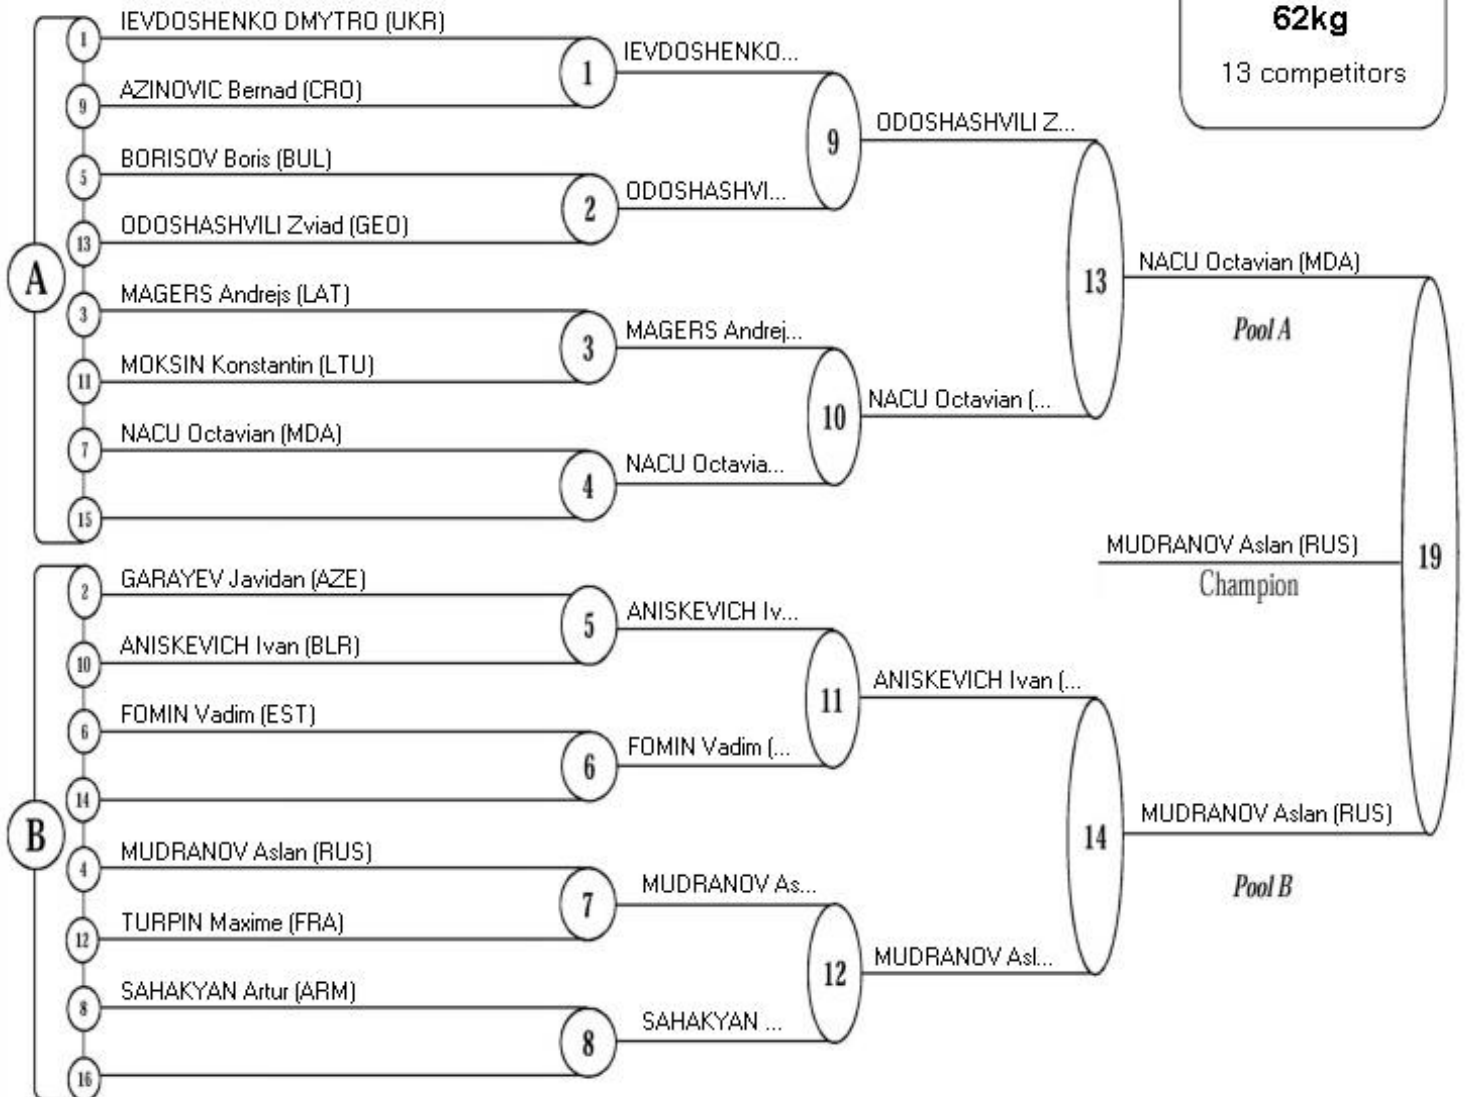 62kg
13 competitors
A
1
IEVDOSHENKO DMYTRO (UKR)
9
AZINOVIC Bernad (CRO)
1
IEVDOSHENKO...
5
BORISOV Boris (BUL)
13
ODOSHASHVILI Zviad (GEO)
2
ODOSHASHVI...
9
ODOSHASHVILI Z...
3
MAGERS Andrejs (LAT)
11
MOKSIN Konstantin (LTU)
3
MAGERS Andrej...
7
NACU Octavian (MDA)
15
4
NACU Octavia...
10
NACU Octavian (...
13
NACU Octavian (MDA)
Pool A
B
2
GARAYEV Javidan (AZE)
10
ANISKEVICH Ivan (BLR)
5
ANISKEVICH Iv...
6
FOMIN Vadim (EST)
14
6
FOMIN Vadim (...
11
ANISKEVICH Ivan (...
4
MUDRANOV Aslan (RUS)
12
TURPIN Maxime (FRA)
7
MUDRANOV As...
8
SAHAKYAN Artur (ARM)
16
8
SAHAKYAN ...
12
MUDRANOV Asl...
14
MUDRANOV Aslan (RUS)
Pool B
19
MUDRANOV Aslan (RUS)
Champion